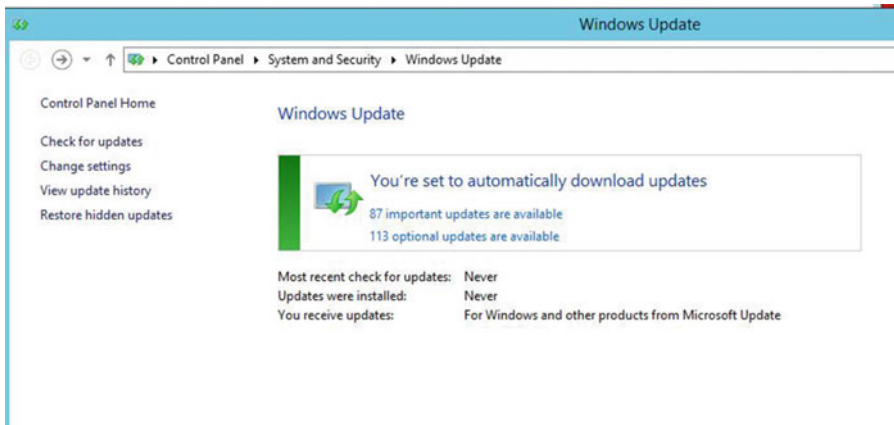 Windows Update
Control Panel ▸ System and Security ▸ Windows Update
Control Panel Home
Check for updates
Change settings
View update history
Restore hidden updates
Windows Update
You're set to automatically download updates
87 important updates are available
113 optional updates are available
Most recent check for updates: Never
Updates were installed: Never
You receive updates: For Windows and other products from Microsoft Update